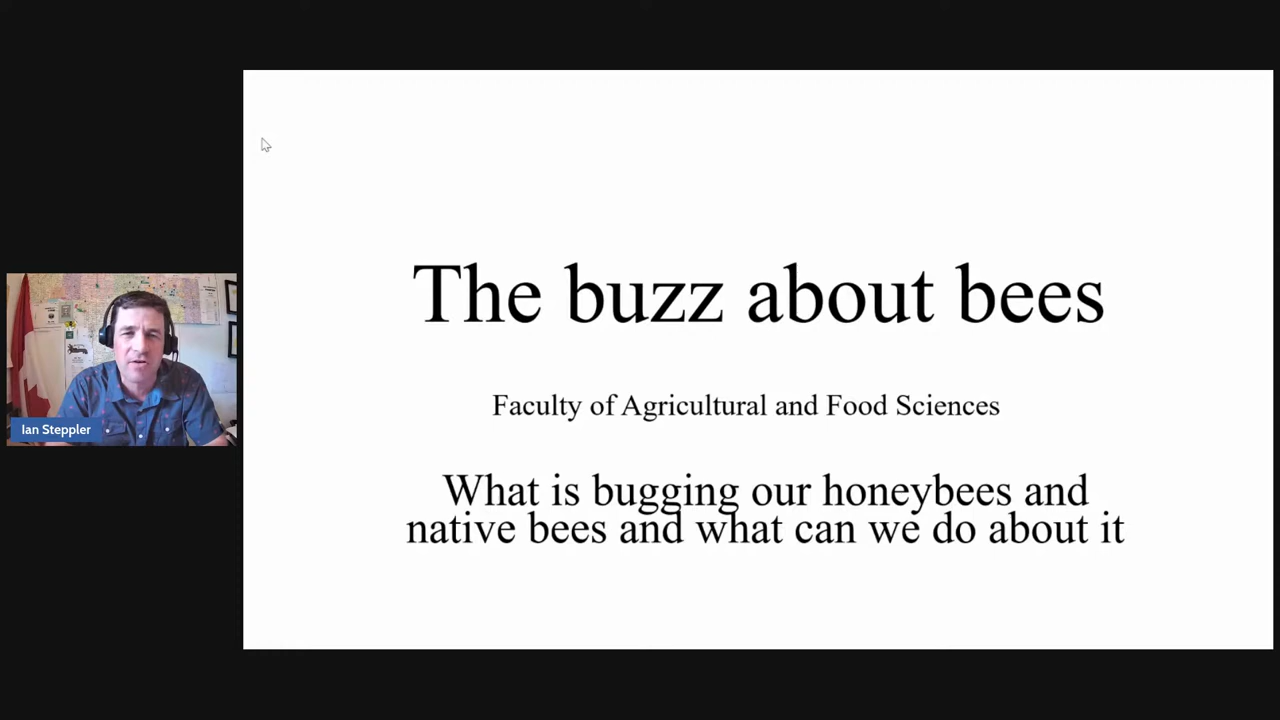 The buzz about bees
Faculty of Agricultural and Food Sciences
What is bugging our honeybees and
native bees and what can we do about it
Ian Steppler